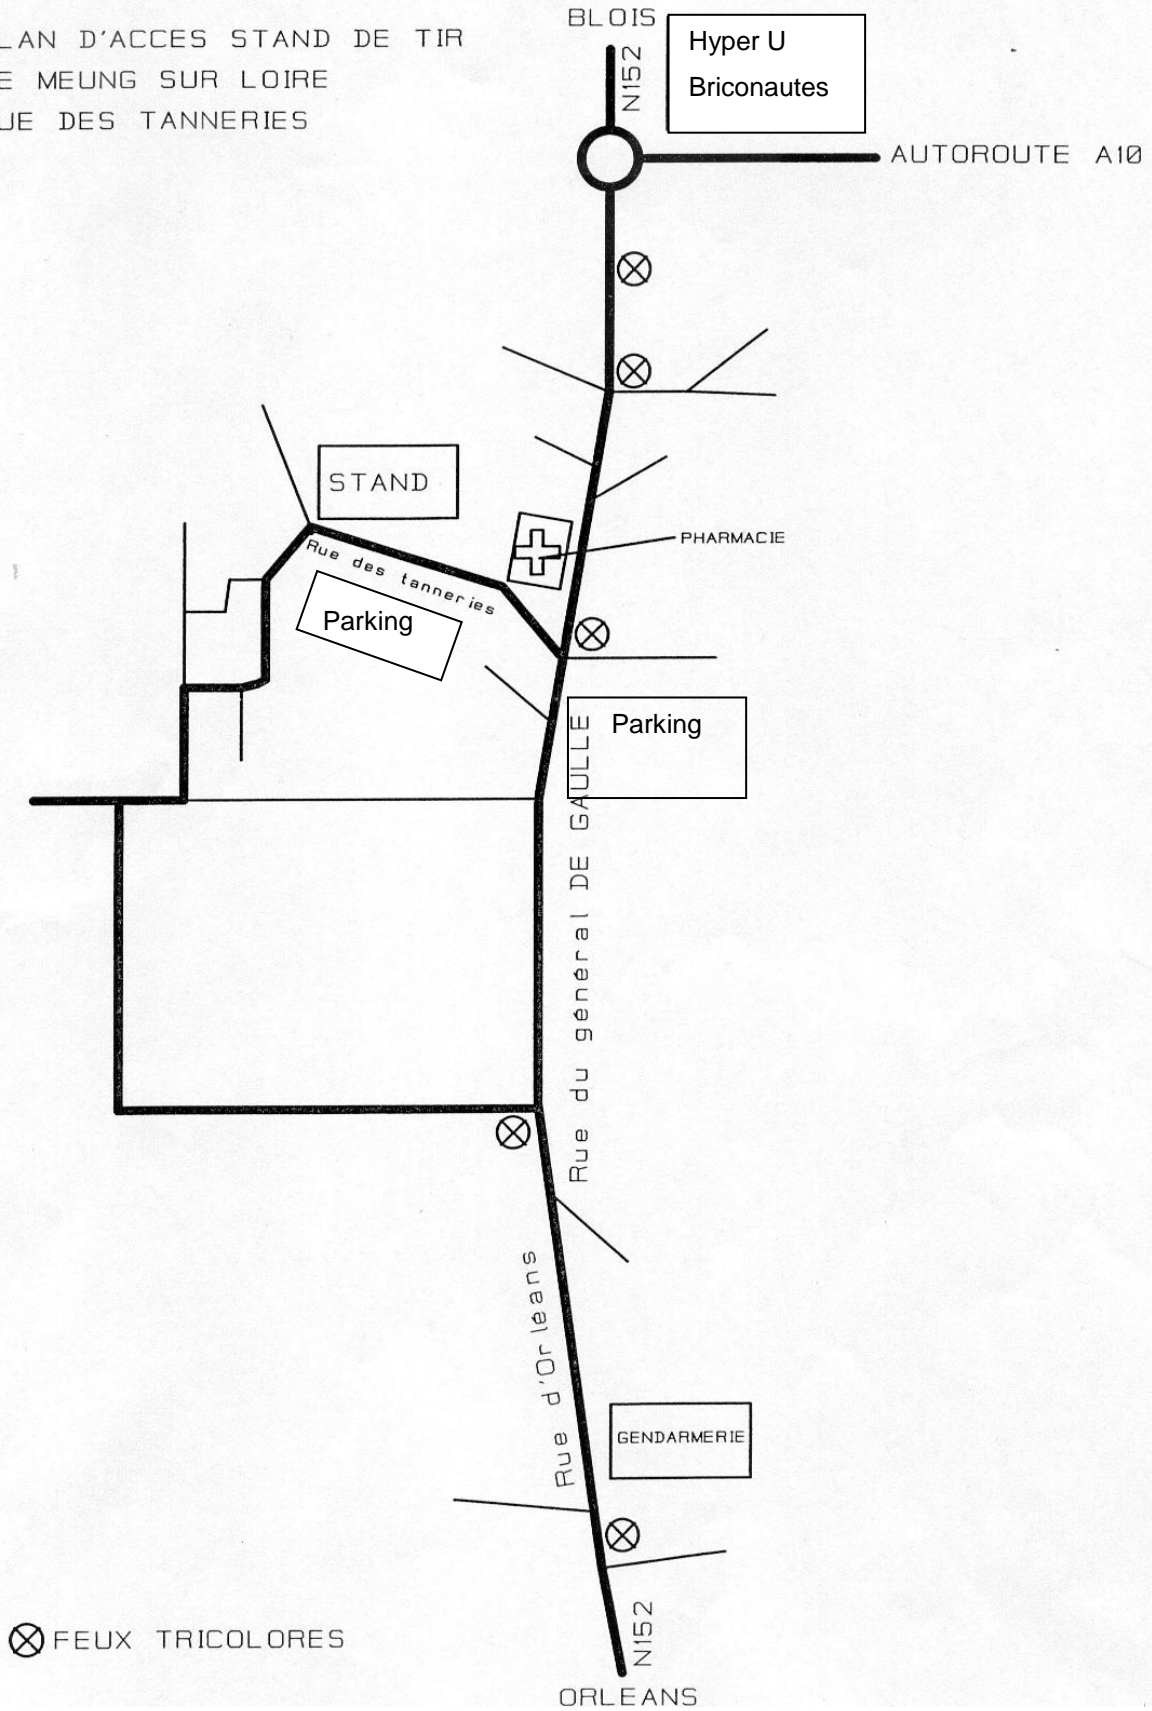 LAN D'ACCES STAND DE TIR
E MEUNG SUR LOIRE
UE DES TANNERIES
BLOIS
N152
Hyper U
Briconautes
AUTOROUTE A10
STAND
PHARMACIE
Rue des tanneries
Parking
Parking
Rue du général DE GAULLE
Rue d'Orléans
GENDARMERIE
N152
FEUX TRICOLORES
ORLEANS